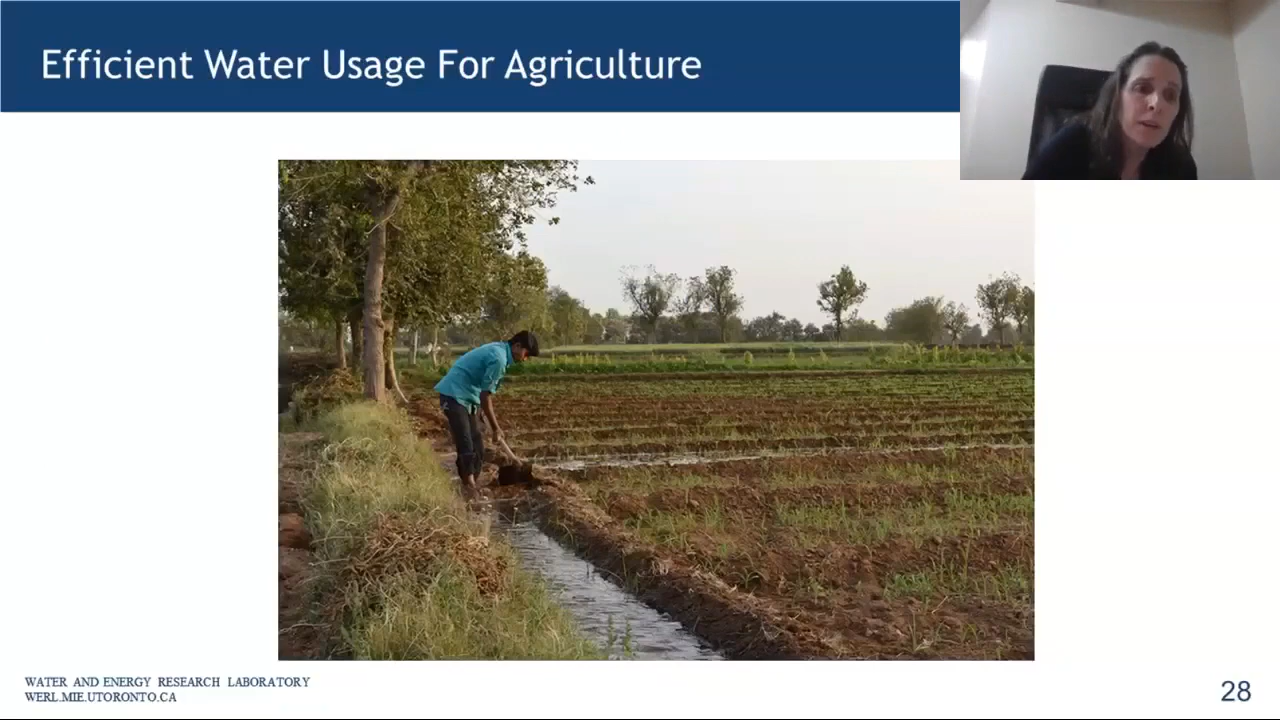 Efficient Water Usage For Agriculture
WATER AND ENERGY RESEARCH LABORATORY
WERL.MIE.UTORONTO.CA
28